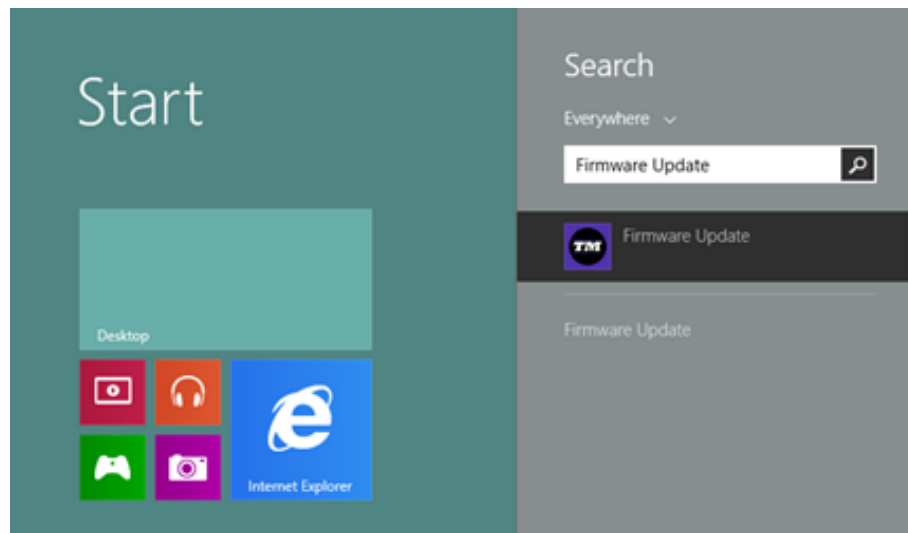 Start
Desktop
Internet Explorer
Search
Everywhere
Firmware Update
TM
Firmware Update
Firmware Update